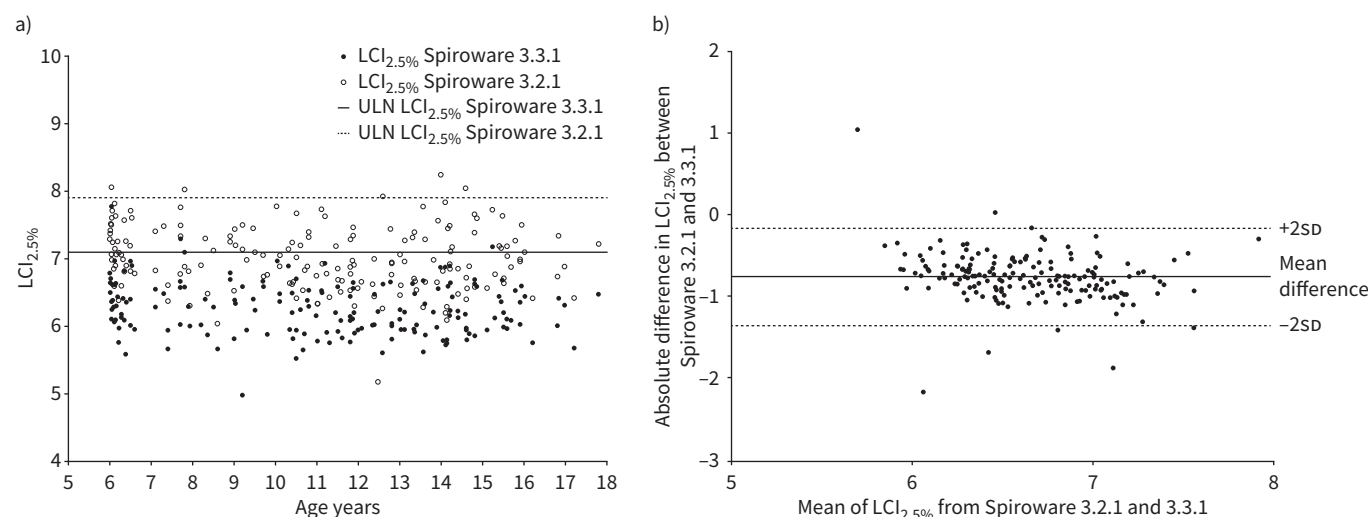 a)
10
9
8
7
6
5
4
LCI2.5%
5 6 7 8 9 10 11 12 13 14 15 16 17 18
Age years
LCI2.5% Spiroware 3.3.1
LCI2.5% Spiroware 3.2.1
ULN LCI2.5% Spiroware 3.3.1
ULN LCI2.5% Spiroware 3.2.1
b)
2
1
0
–1
–2
–3
Absolute difference in LCI2.5% between
Spiroware 3.2.1 and 3.3.1
+2SD
Mean
difference
–2SD
5 6 7 8
Mean of LCI2.5% from Spiroware 3.2.1 and 3.3.1